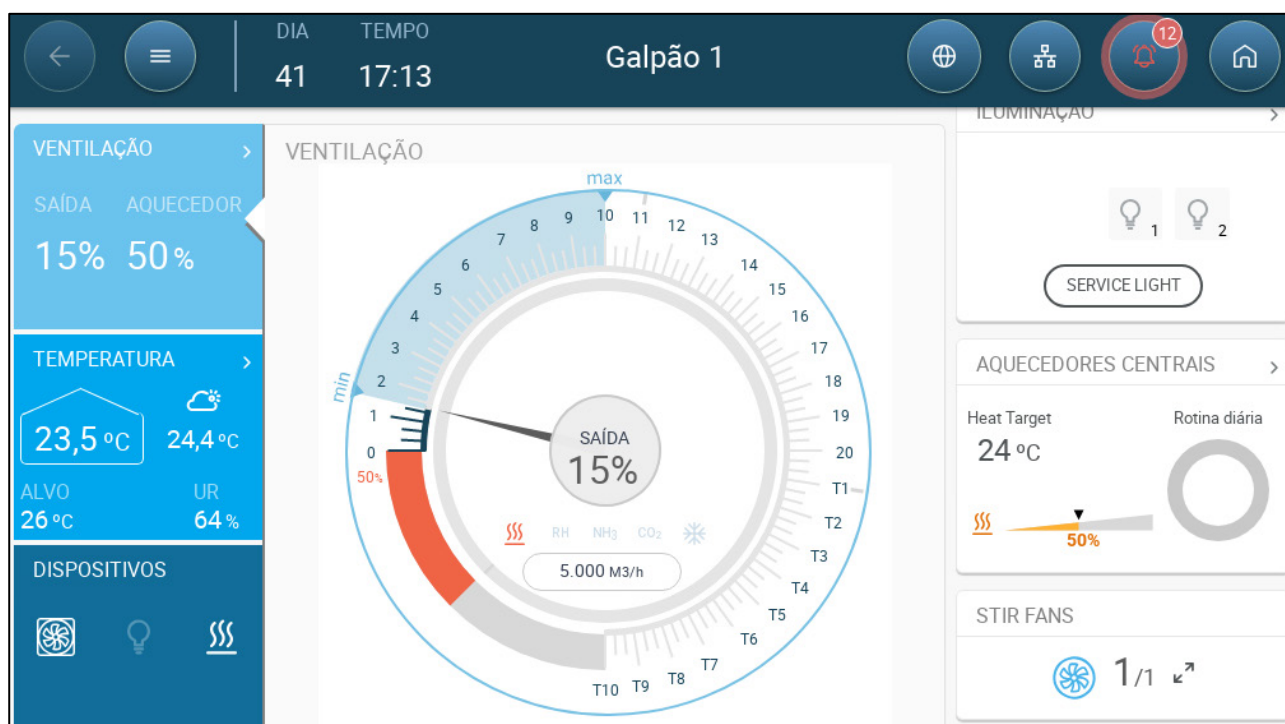 DIA
TEMPO
41
17:13
Galpão 1
12
VENTILAÇÃO
SAÍDA AQUECEDOR
15% 50%
TEMPERATURA
23,5 ºC
24,4 ºC
ALVO
UR
26 ºC
64%
DISPOSITIVOS
VENTILAÇÃO
max
min
0
1
2
3
4
5
6
7
8
9
10
11
12
13
14
15
16
17
18
19
20
T1
T2
T3
T4
T5
T6
T7
T8
T9
T10
50%
SAÍDA
15%
RH NH₃ CO₂
5.000 M3/h
ILUMINAÇÃO
1
2
SERVICE LIGHT
AQUECEDORES CENTRAIS
Heat Target
Rotina diária
24 ºC
50%
STIR FANS
1/1